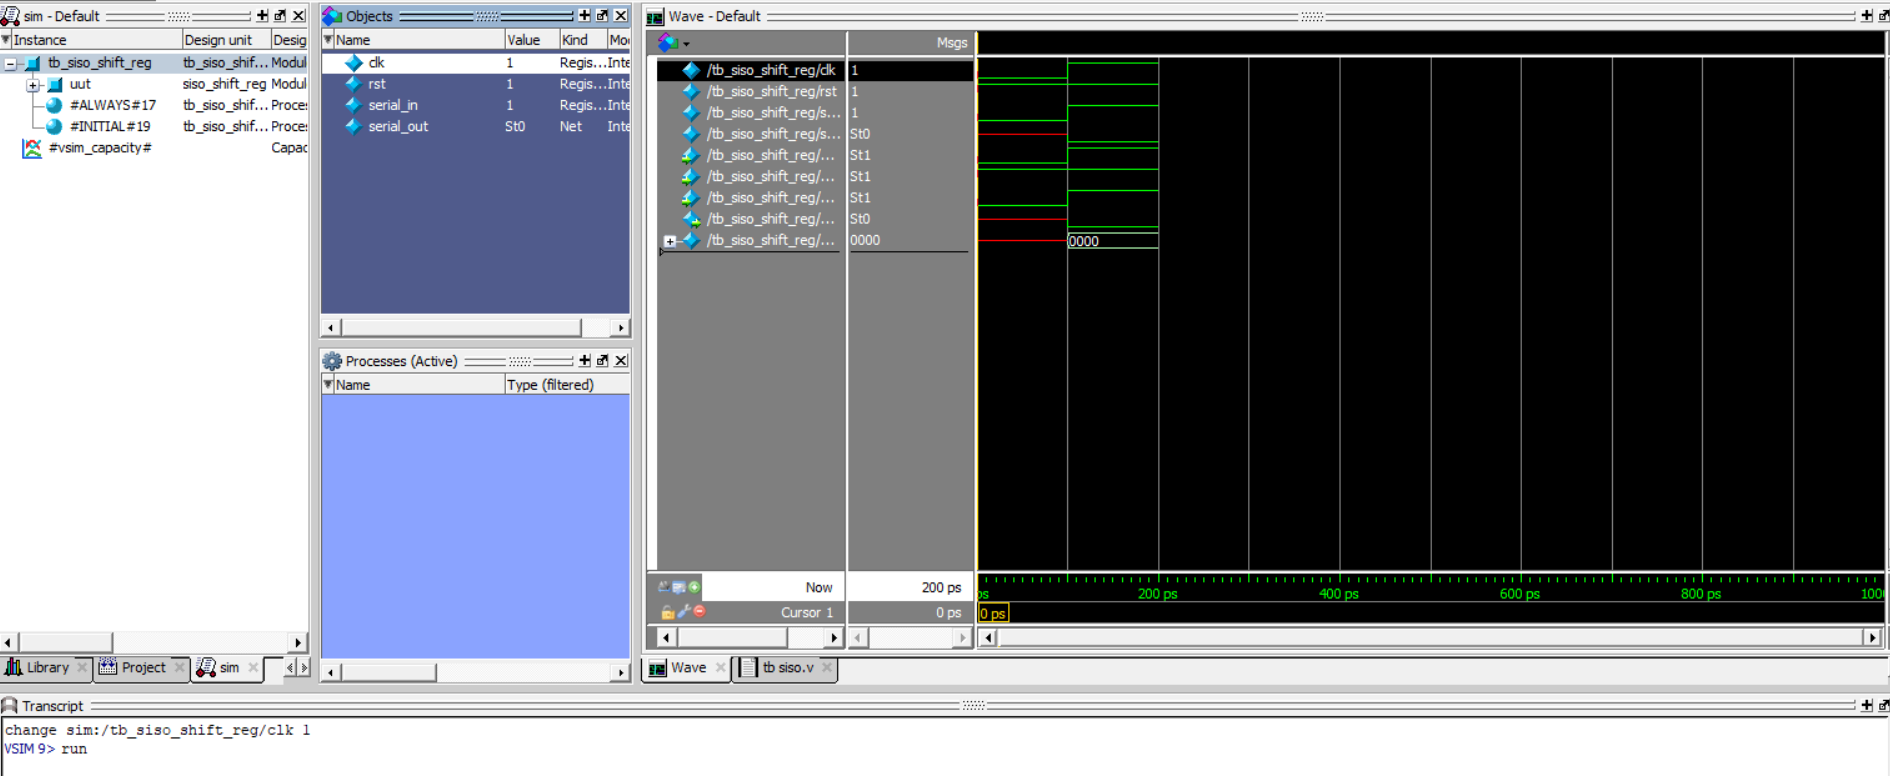 sim - Default
Instance Design unit Desig
tb_siso_shift_reg tb_siso_shif... Modul
uut siso_shift_reg Modul
#ALWAYS#17 tb_siso_shif... Proce
#INITIAL#19 tb_siso_shif... Proce
#vsim_capacity# Capac
Library Project sim
Objects
Name Value Kind Mo
clk 1 Regis... Inte
rst 1 Regis... Inte
serial_in 1 Regis... Inte
serial_out St0 Net Inte
Processes (Active)
Name Type (filtered)
Wave - Default
Msgs
/tb_siso_shift_reg/clk 1
/tb_siso_shift_reg/rst 1
/tb_siso_shift_reg/s... 1
/tb_siso_shift_reg/s... St0
/tb_siso_shift_reg/... St1
/tb_siso_shift_reg/... St1
/tb_siso_shift_reg/... St1
/tb_siso_shift_reg/... St0
/tb_siso_shift_reg/... 0000 0000
Now 200 ps ps 200 ps 400 ps 600 ps 800 ps 100
Cursor 1 0 ps 0 ps
Wave tb siso.v
Transcript
change sim:/tb_siso_shift_reg/clk 1
VSIM 9> run